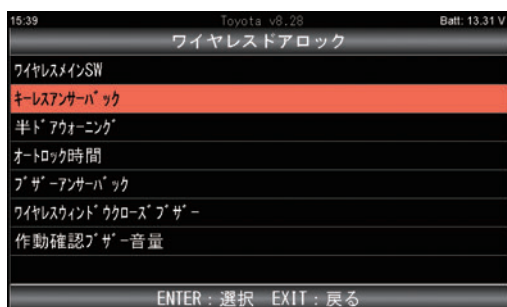 15:39 Toyota v8.28 Batt: 13.31 V
ワイヤレスドアロック
ワイヤレスメインSW
キーレスアンサーバック
半ドアウォーニング
オートロック時間
ブザーアンサーバック
ワイヤレスウィンドウクローズブザー
作動確認ブザー音量
ENTER : 選択 EXIT : 戻る